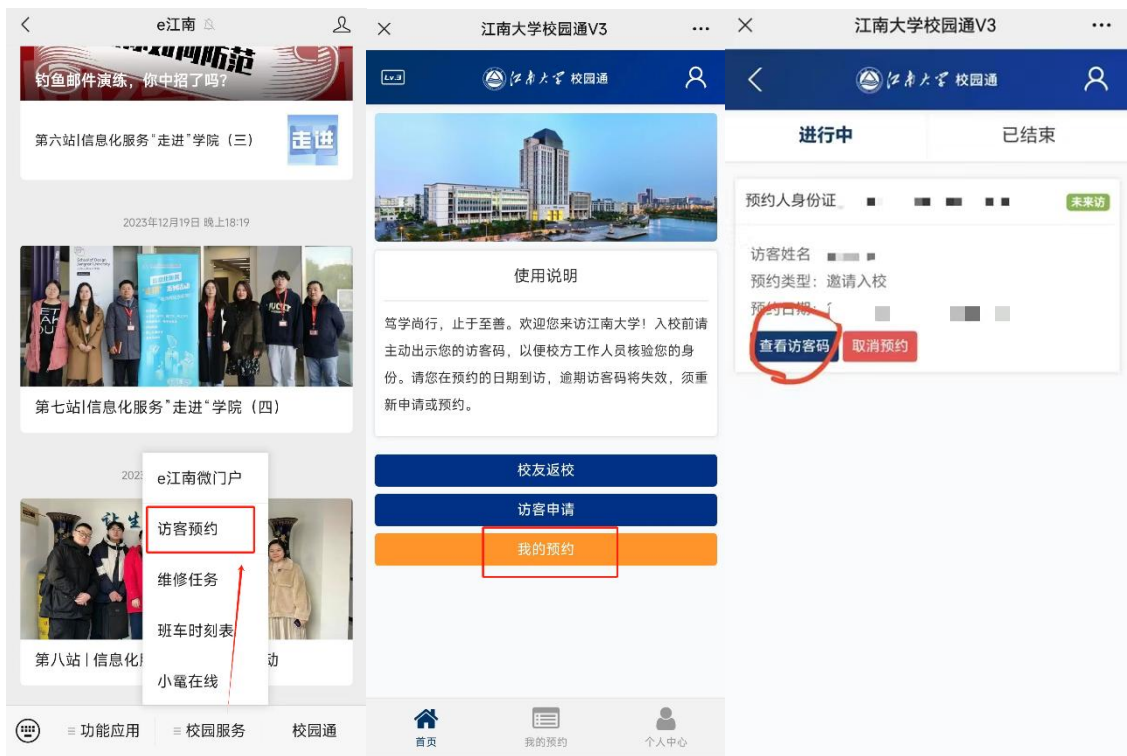 e江南
如何防范
钓鱼邮件演练，你中招了吗？
第六站|信息化服务"走进"学院（三）
走进
2023年12月19日 晚上18:19
第七站|信息化服务"走进"学院（四）
e江南微门户
访客预约
维修任务
班车时刻表
小鼋在线
≡ 功能应用
≡ 校园服务
校园通
江南大学校园通V3
Lv.3
江南大学 校园通
使用说明
笃学尚行，止于至善。欢迎您来访江南大学！入校前请
主动出示您的访客码，以便校方工作人员核验您的身
份。请您在预约的日期到访，逾期访客码将失效，须重
新申请或预约。
校友返校
访客申请
我的预约
首页
我的预约
个人中心
江南大学校园通V3
江南大学 校园通
进行中
已结束
预约人身份证
未来访
访客姓名
预约类型：邀请入校
预约日期：
查看访客码
取消预约